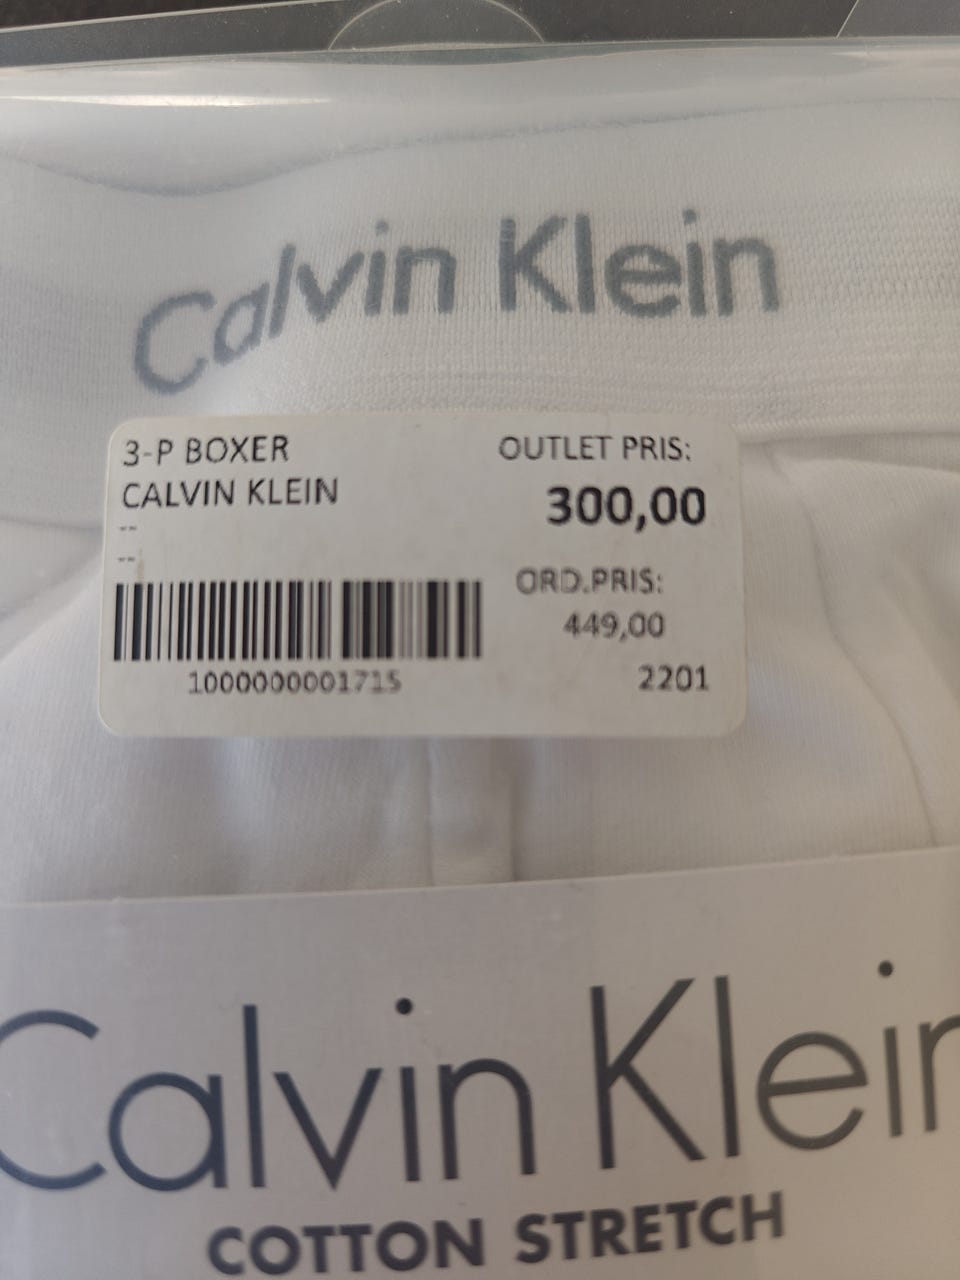 Calvin Klein
3-P BOXER
CALVIN KLEIN
--
--
1000000001715
OUTLET PRIS:
300,00
ORD.PRIS:
449,00
2201
Calvin Klein
COTTON STRETCH